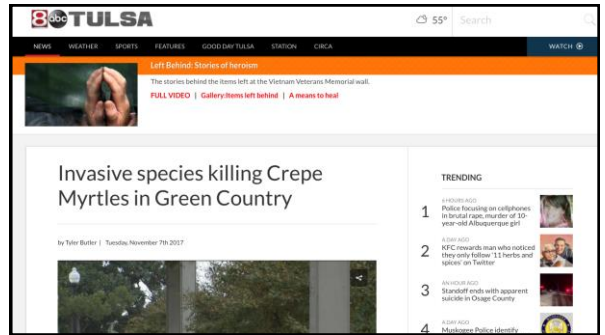 8 abc TULSA
55° Search
NEWS WEATHER SPORTS FEATURES GOOD DAY TULSA STATION CIRCA WATCH
Left Behind: Stories of heroism
The stories behind the items left at the Vietnam Veterans Memorial wall.
FULL VIDEO | Gallery:Items left behind | A means to heal
Invasive species killing Crepe
Myrtles in Green Country
by Tyler Butler | Tuesday, November 7th 2017
TRENDING
1
6 HOURS AGO
Police focusing on cellphones
in brutal rape, murder of 10-
year-old Albuquerque girl
2
A DAY AGO
KFC rewards man who noticed
they only follow '11 herbs and
spices' on Twitter
3
AN HOUR AGO
Standoff ends with apparent
suicide in Osage County
4
A DAY AGO
Muskogee Police identify